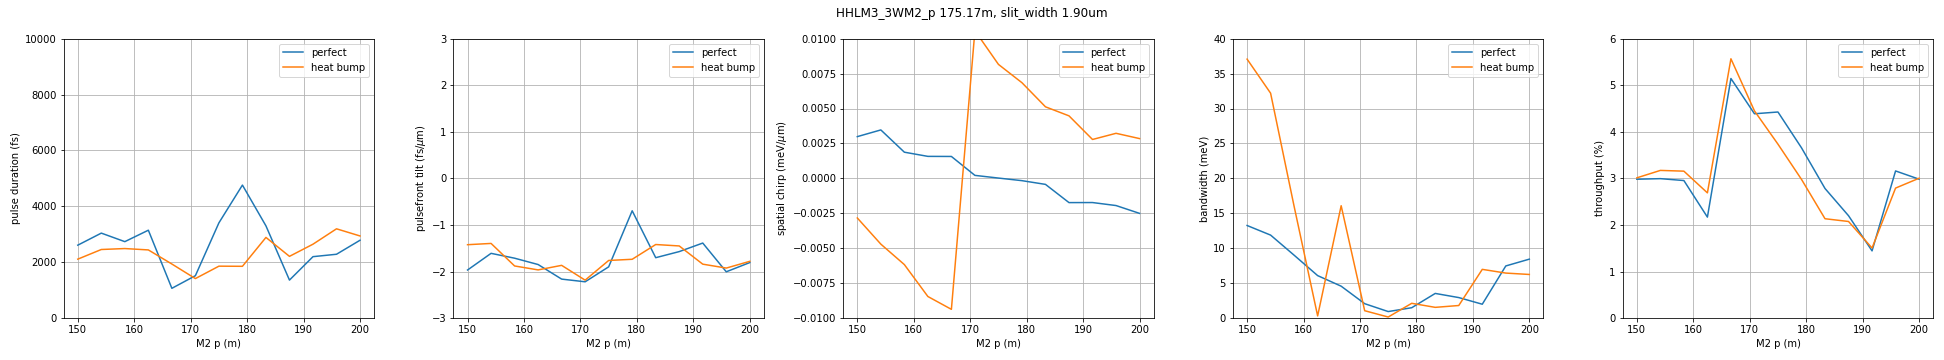 HHLM3_3WM2_p 175.17m, slit_width 1.90um
pulse duration (fs)
10000
8000
6000
4000
2000
0
150 160 170 180 190 200
M2 p (m)
perfect
heat bump
pulsefront tilt (fs/μm)
3
2
1
0
−1
−2
−3
150 160 170 180 190 200
M2 p (m)
perfect
heat bump
spatial chirp (meV/μm)
0.0100
0.0075
0.0050
0.0025
0.0000
−0.0025
−0.0050
−0.0075
−0.0100
150 160 170 180 190 200
M2 p (m)
perfect
heat bump
bandwidth (meV)
40
35
30
25
20
15
10
5
0
150 160 170 180 190 200
M2 p (m)
perfect
heat bump
throughput (%)
6
5
4
3
2
1
0
150 160 170 180 190 200
M2 p (m)
perfect
heat bump